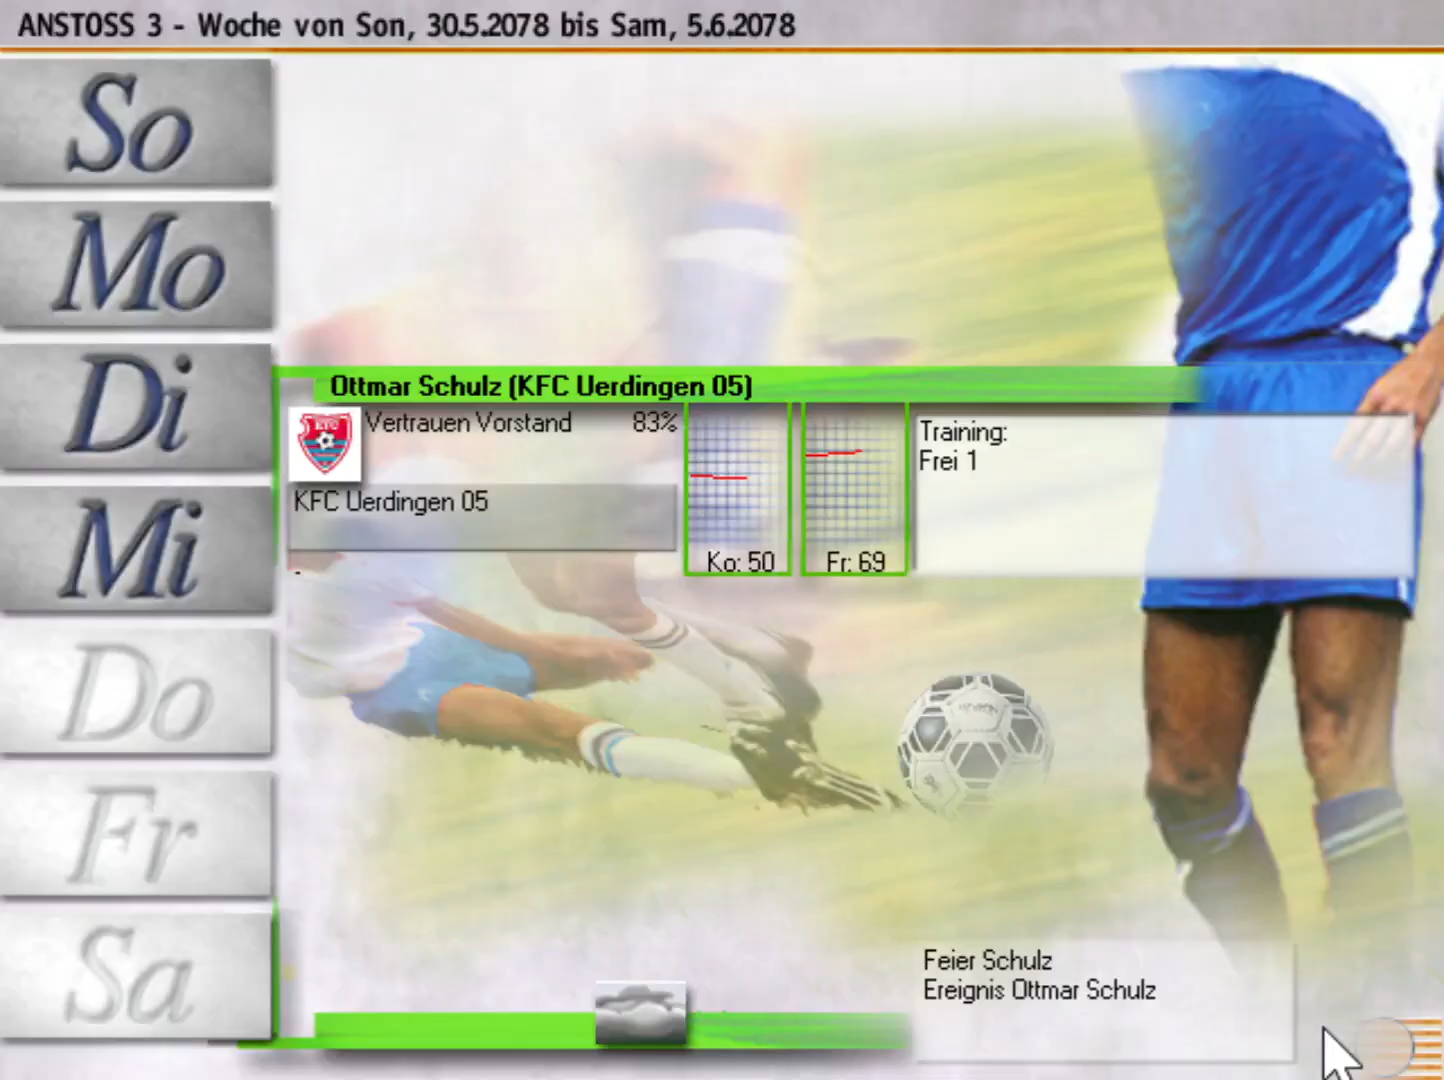 ANSTOSS 3 - Woche von Son, 30.5.2078 bis Sam, 5.6.2078
So
Mo
Di
Mi
Do
Fr
Sa
Ottmar Schulz (KFC Uerdingen 05)
KFC
Vertrauen Vorstand 83%
KFC Uerdingen 05
Ko: 50
Fr: 69
Training:
Frei 1
Feier Schulz
Ereignis Ottmar Schulz